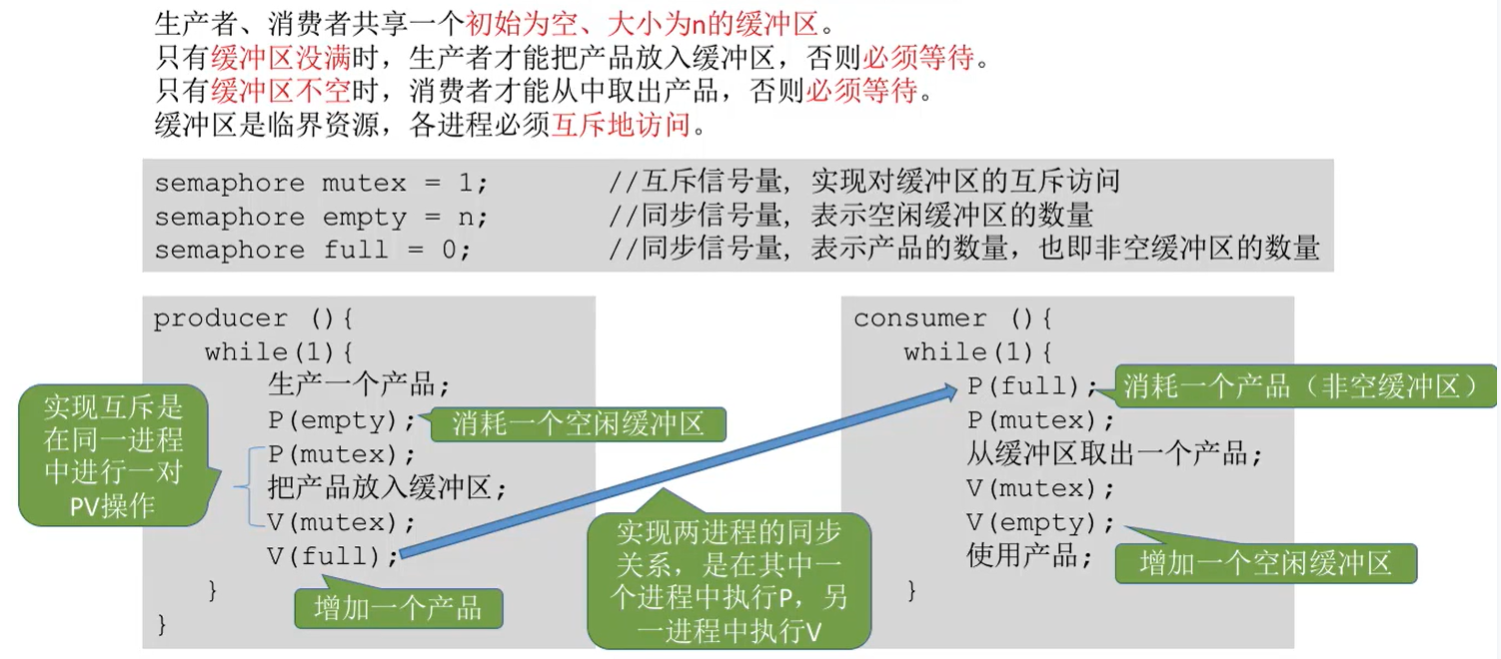 生产者、消费者共享一个初始为空、大小为n的缓冲区。
只有缓冲区没满时，生产者才能把产品放入缓冲区，否则必须等待。
只有缓冲区不空时，消费者才能从中取出产品，否则必须等待。
缓冲区是临界资源，各进程必须互斥地访问。
semaphore mutex = 1; //互斥信号量，实现对缓冲区的互斥访问
semaphore empty = n; //同步信号量，表示空闲缓冲区的数量
semaphore full = 0; //同步信号量，表示产品的数量，也即非空缓冲区的数量
producer (){
while(1){
生产一个产品;
P(empty);
消耗一个空闲缓冲区
P(mutex);
把产品放入缓冲区;
V(mutex);
V(full);
增加一个产品
}
}
实现互斥是
在同一进程
中进行一对
PV操作
实现两进程的同步
关系，是在其中一
个进程中执行P，另
一进程中执行V
consumer (){
while(1){
P(full);
消耗一个产品（非空缓冲区）
P(mutex);
从缓冲区取出一个产品;
V(mutex);
V(empty);
增加一个空闲缓冲区
使用产品;
}